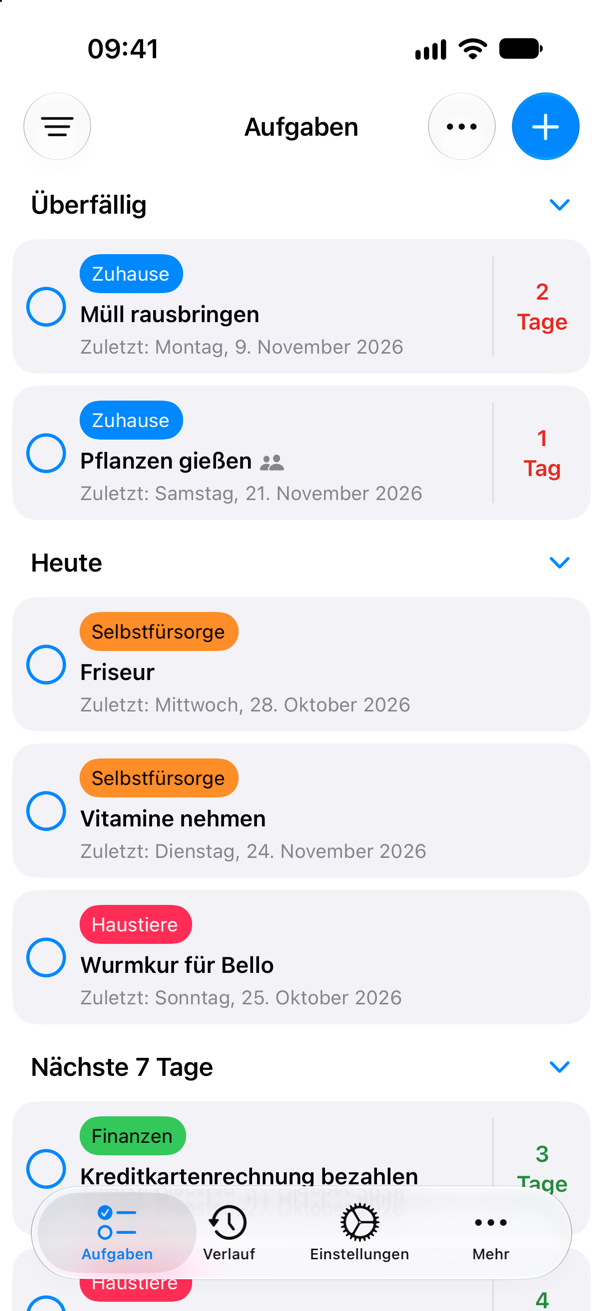 09:41
Aufgaben
Überfällig
Zuhause
Müll rausbringen
Zuletzt: Montag, 9. November 2026
2
Tage
Zuhause
Pflanzen gießen
Zuletzt: Samstag, 21. November 2026
1
Tag
Heute
Selbstfürsorge
Friseur
Zuletzt: Mittwoch, 28. Oktober 2026
Selbstfürsorge
Vitamine nehmen
Zuletzt: Dienstag, 24. November 2026
Haustiere
Wurmkur für Bello
Zuletzt: Sonntag, 25. Oktober 2026
Nächste 7 Tage
Finanzen
Kreditkartenrechnung bezahlen
3
Tage
Aufgaben
Verlauf
Einstellungen
Mehr
Haustiere
4